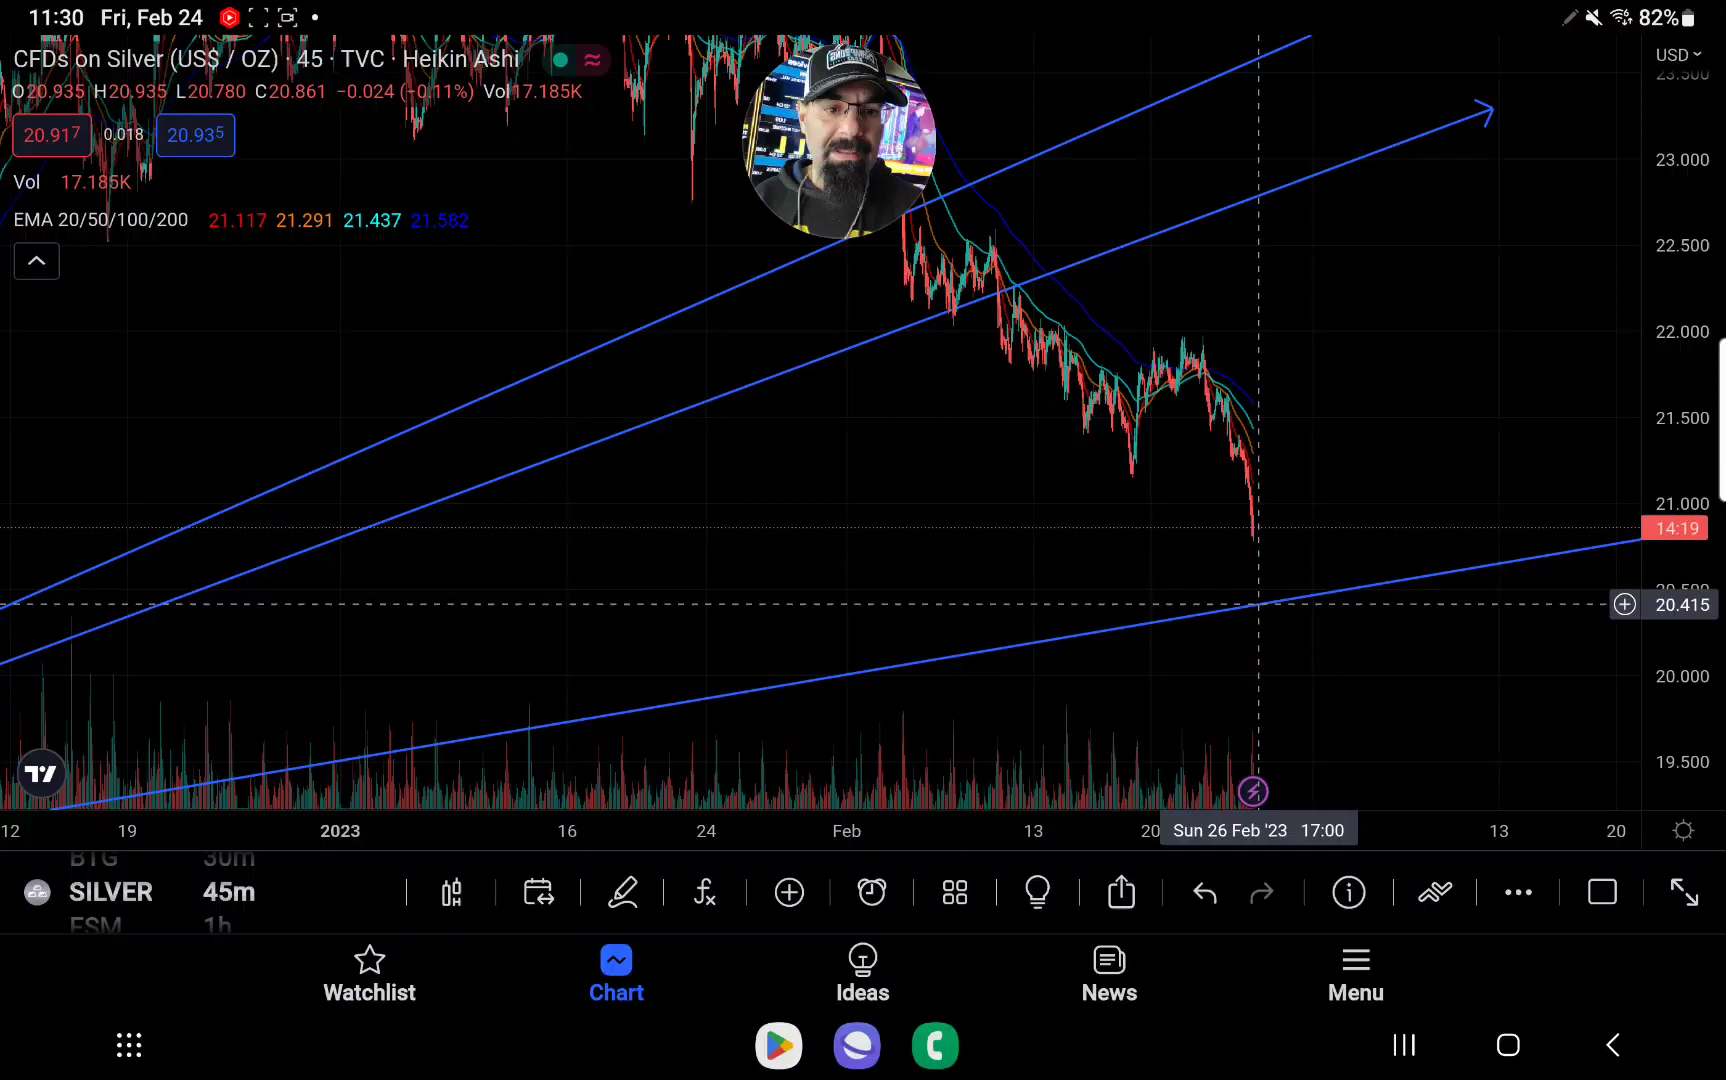 11:30 Fri, Feb 24 82%
CFDs on Silver (US$ / OZ) · 45 · TVC · Heikin Ashi
USD
23.500
O20.935 H20.935 L20.780 C20.861 −0.024 (−0.11%) Vol17.185K
20.917 0.018 20.935
23.000
Vol 17.185K
EMA 20/50/100/200 21.117 21.291 21.437 21.582
22.500
22.000
21.500
21.000
14:19
20.500
20.415
20.000
19.500
12 19 2023 16 24 Feb 13 20 Sun 26 Feb '23 17:00 13 20
BTG 30m
SILVER 45m
FSM 1h
Watchlist Chart Ideas News Menu